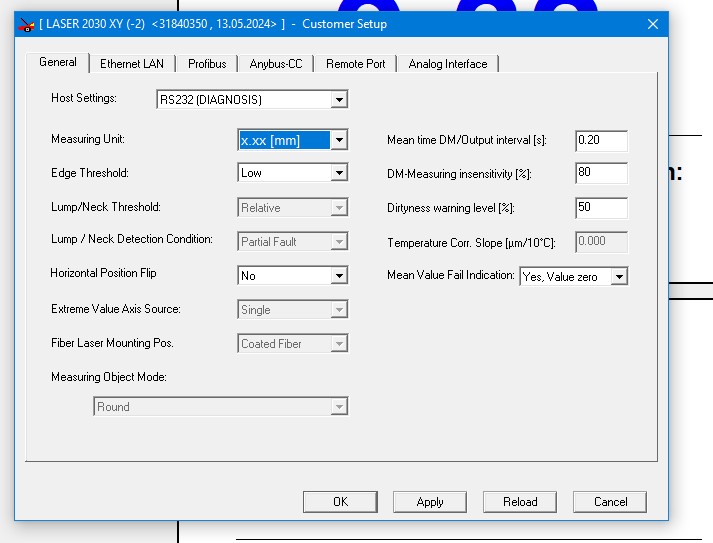 [ LASER 2030 XY (-2) <31840350 , 13.05.2024> ] - Customer Setup
General Ethernet LAN Profibus Anybus-CC Remote Port Analog Interface
Host Settings: RS232 (DIAGNOSIS)
Measuring Unit: x.xx [mm] Mean time DM/Output interval [s]: 0.20
Edge Threshold: Low DM-Measuring insensitivity [%]: 80
Lump/Neck Threshold: Relative Dirtyness warning level [%]: 50
Lump / Neck Detection Condition: Partial Fault Temperature Corr. Slope [µm/10°C]: 0.000
Horizontal Position Flip No Mean Value Fail Indication: Yes, Value zero
Extreme Value Axis Source: Single
Fiber Laser Mounting Pos. Coated Fiber
Measuring Object Mode:
Round
OK Apply Reload Cancel